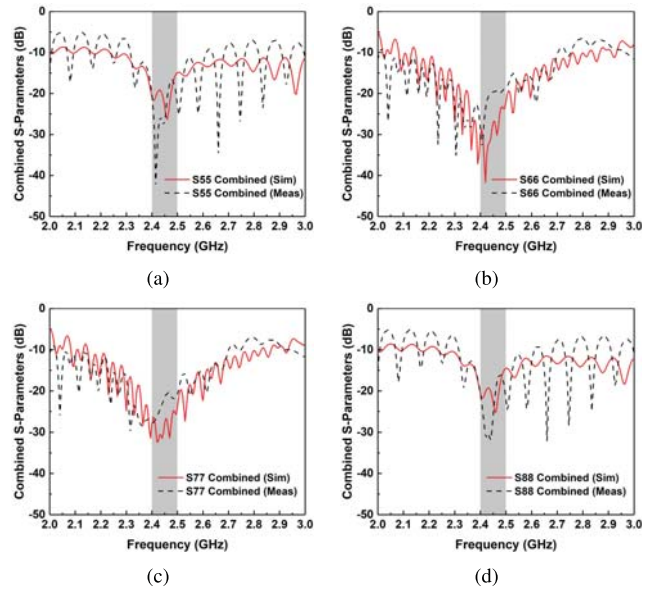 Combined S-Parameters (dB)
0
-10
-20
-30
-40
-50
S55 Combined (Sim)
S55 Combined (Meas)
2.0 2.1 2.2 2.3 2.4 2.5 2.6 2.7 2.8 2.9 3.0
Frequency (GHz)
(a)
Combined S-Parameters (dB)
0
-10
-20
-30
-40
-50
S66 Combined (Sim)
S66 Combined (Meas)
2.0 2.1 2.2 2.3 2.4 2.5 2.6 2.7 2.8 2.9 3.0
Frequency (GHz)
(b)
Combined S-Parameters (dB)
0
-10
-20
-30
-40
-50
S77 Combined (Sim)
S77 Combined (Meas)
2.0 2.1 2.2 2.3 2.4 2.5 2.6 2.7 2.8 2.9 3.0
Frequency (GHz)
(c)
Combined S-Parameters (dB)
0
-10
-20
-30
-40
-50
S88 Combined (Sim)
S88 Combined (Meas)
2.0 2.1 2.2 2.3 2.4 2.5 2.6 2.7 2.8 2.9 3.0
Frequency (GHz)
(d)